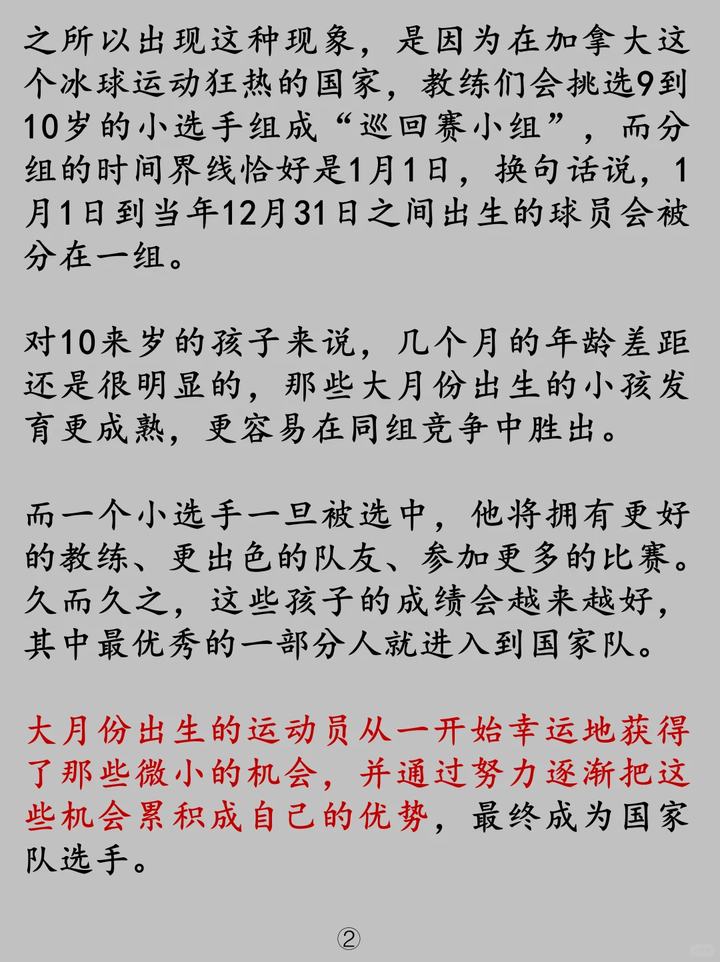 之所以出现这种现象，是因为在加拿大这
个冰球运动狂热的国家，教练们会挑选9到
10岁的小选手组成“巡回赛小组”，而分
组的时间界线恰好是1月1日，换句话说，1
月1日到当年12月31日之间出生的球员会被
分在一组。
对10来岁的孩子来说，几个月的年龄差距
还是很明显的，那些大月份出生的小孩发
育更成熟，更容易在同组竞争中胜出。
而一个小选手一旦被选中，他将拥有更好
的教练、更出色的队友、参加更多的比赛。
久而久之，这些孩子的成绩会越来越好，
其中最优秀的一部分人就进入到国家队。
大月份出生的运动员从一开始幸运地获得
了那些微小的机会，并通过努力逐渐把这
些机会累积成自己的优势，最终成为国家
队选手。
②